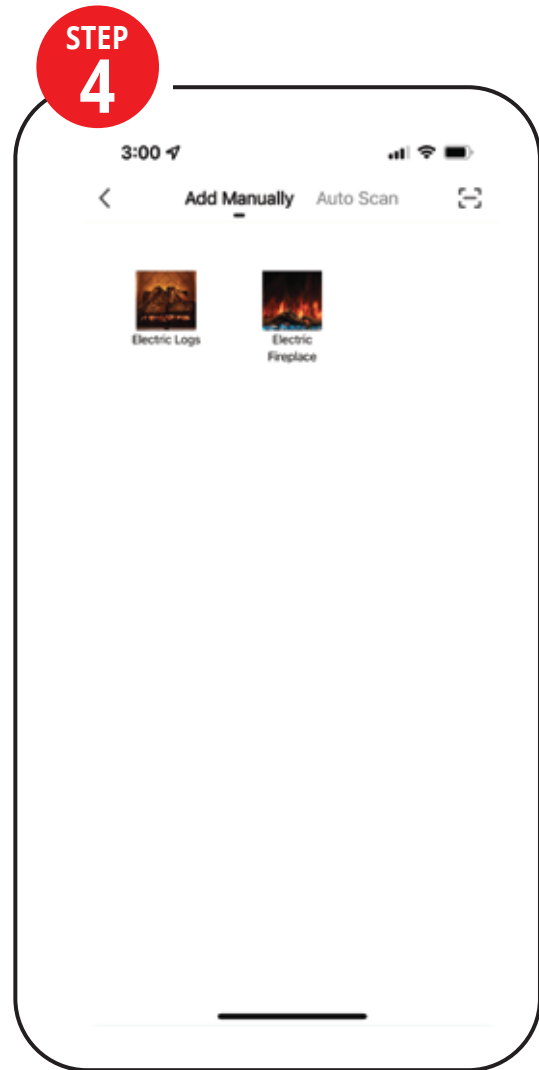 STEP
4
3:00
Add Manually Auto Scan
Electric Logs
Electric
Fireplace